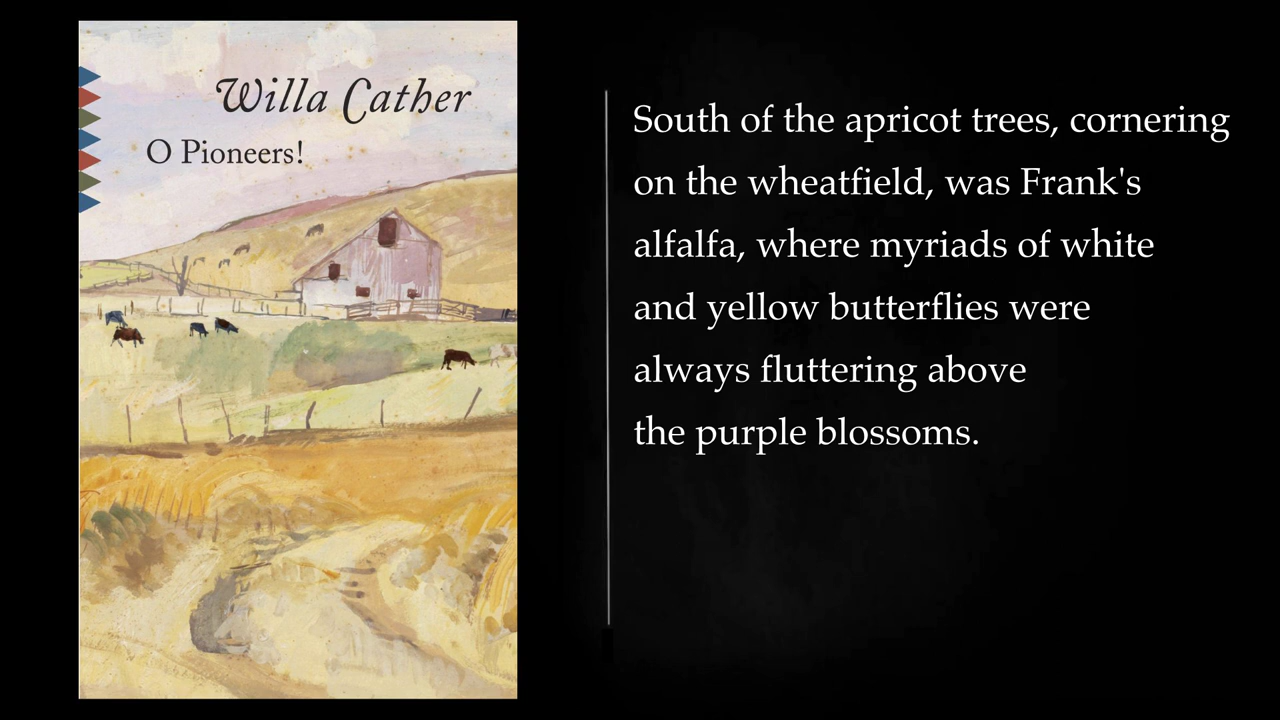 Willa Cather
O Pioneers!
South of the apricot trees, cornering
on the wheatfield, was Frank's
alfalfa, where myriads of white
and yellow butterflies were
always fluttering above
the purple blossoms.